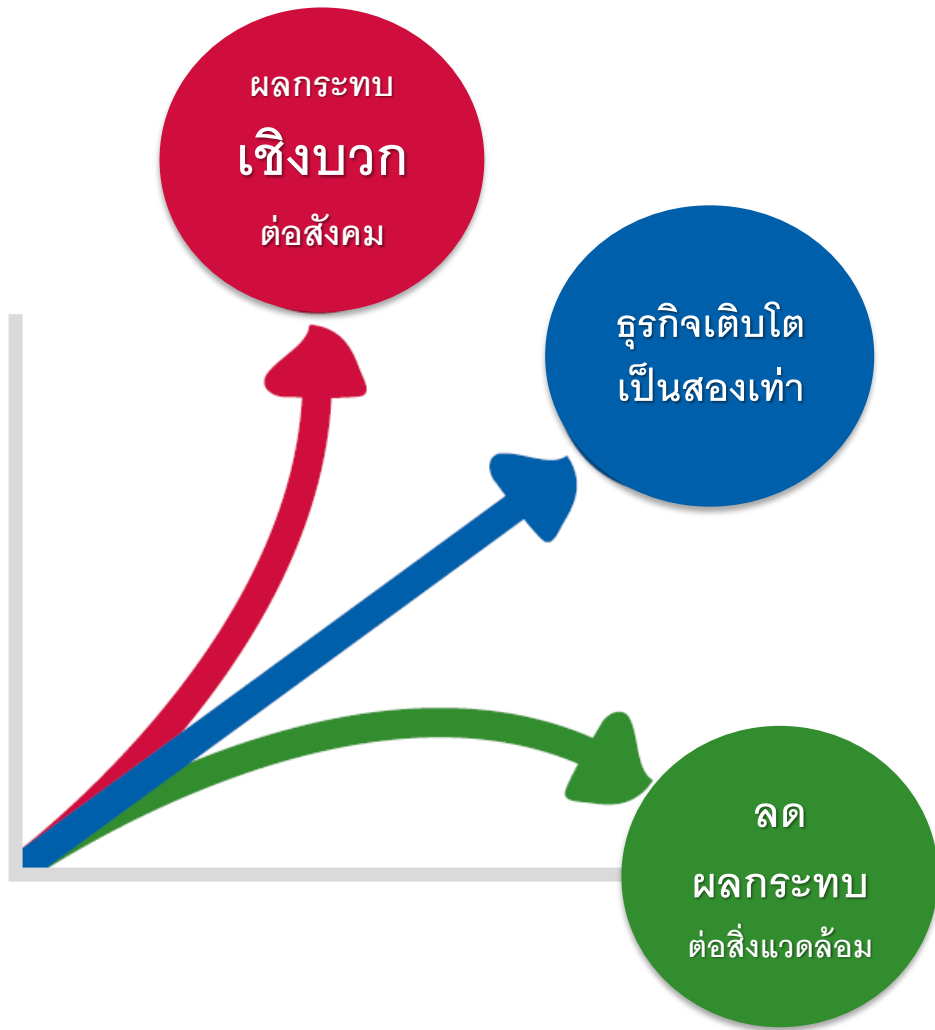 ผลกระทบ
เชิงบวก
ต่อสังคม
ธุรกิจเติบโต
เป็นสองเท่า
ลด
ผลกระทบ
ต่อสิ่งแวดล้อม